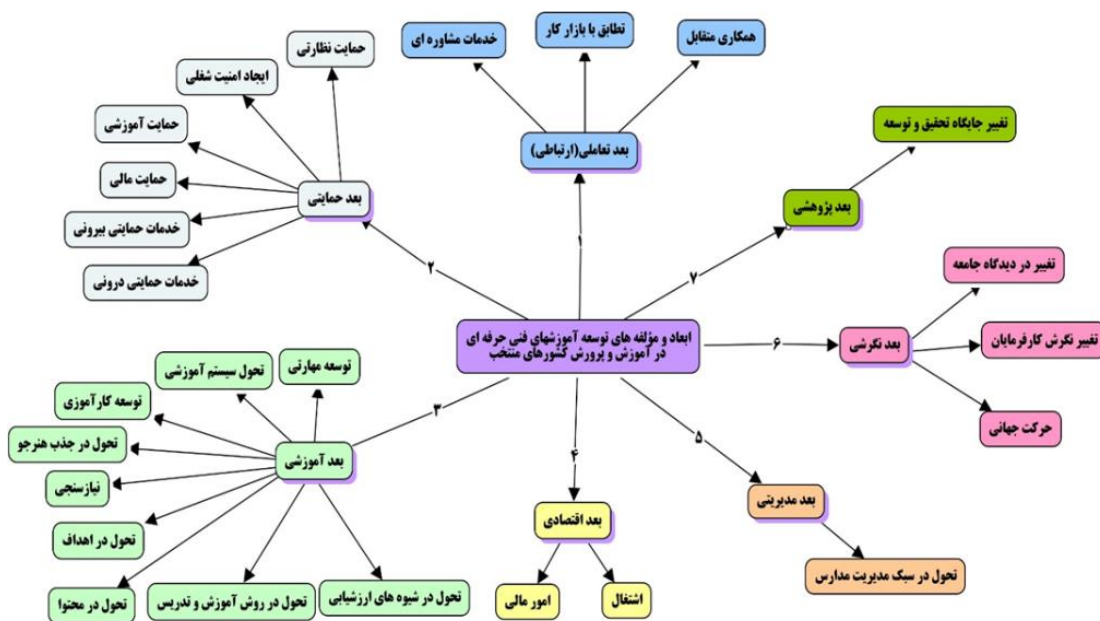 ابعاد و مؤلفه های توسعه آموزشهای فنی حرفه ای
در آموزش و پرورش کشورهای منتخب
۱
بعد تعاملی(ارتباطی)
همکاری متقابل
تطابق با بازار کار
خدمات مشاوره ای
۲
بعد حمایتی
حمایت نظارتی
ایجاد امنیت شغلی
حمایت آموزشی
حمایت مالی
خدمات حمایتی بیرونی
خدمات حمایتی درونی
۳
بعد آموزشی
توسعه مهارتی
تحول سیستم آموزشی
توسعه کارآموزی
تحول در جذب هنرجو
نیازسنجی
تحول در اهداف
تحول در محتوا
تحول در روش آموزش و تدریس
تحول در شیوه های ارزشیابی
۴
بعد اقتصادی
امور مالی
اشتغال
۵
بعد مدیریتی
تحول در سبک مدیریت مدارس
۶
بعد نگرشی
تغییر در دیدگاه جامعه
تغییر نگرش کارفرمایان
حرکت جهانی
۷
بعد پژوهشی
تغییر جایگاه تحقیق و توسعه